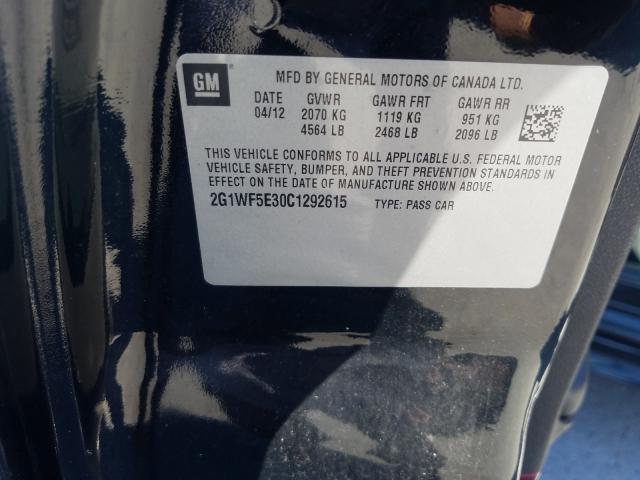 GM
MFD BY GENERAL MOTORS OF CANADA LTD.
DATE GVWR GAWR FRT GAWR RR
04/12 2070 KG 1119 KG 951 KG
4564 LB 2468 LB 2096 LB
THIS VEHICLE CONFORMS TO ALL APPLICABLE U.S. FEDERAL MOTOR
VEHICLE SAFETY, BUMPER, AND THEFT PREVENTION STANDARDS IN
EFFECT ON THE DATE OF MANUFACTURE SHOWN ABOVE.
2G1WF5E30C1292615 TYPE: PASS CAR